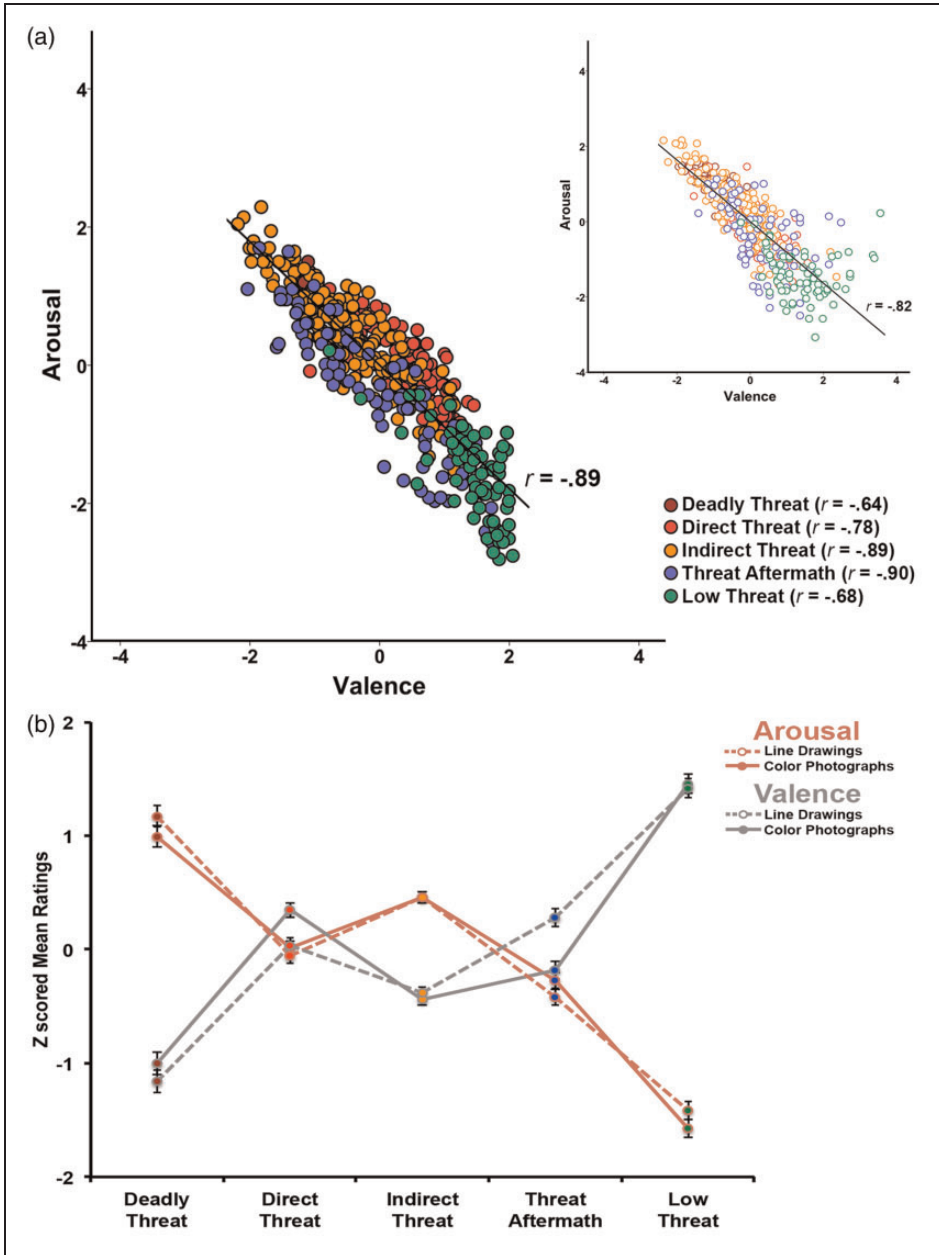 (a)
4
2
0
-2
-4
Arousal
-4
-2
0
2
4
Valence
r = -.89
4
2
0
-2
-4
Arousal
-4
-2
0
2
4
Valence
r = -.82
Deadly Threat (r = -.64)
Direct Threat (r = -.78)
Indirect Threat (r = -.89)
Threat Aftermath (r = -.90)
Low Threat (r = -.68)
(b)
2
1
0
-1
-2
Z scored Mean Ratings
Arousal
Line Drawings
Color Photographs
Valence
Line Drawings
Color Photographs
Deadly
Threat
Direct
Threat
Indirect
Threat
Threat
Aftermath
Low
Threat